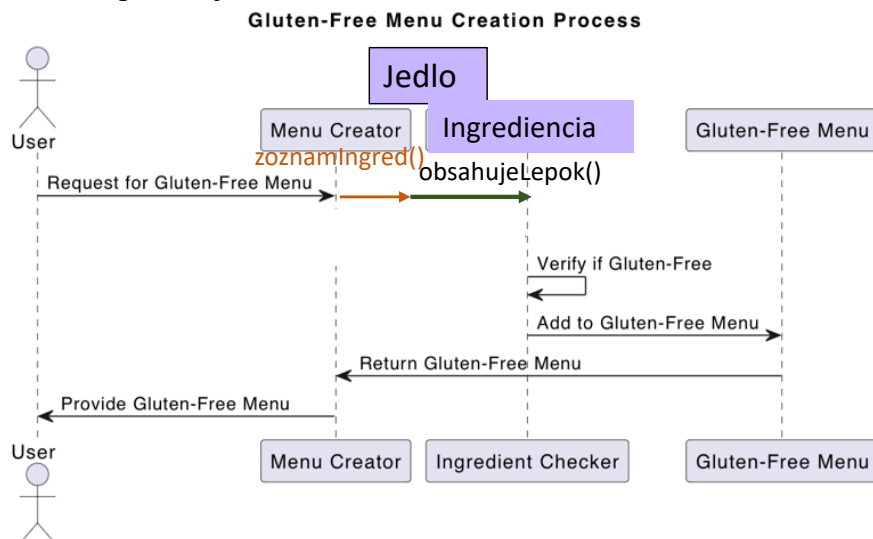 Gluten-Free Menu Creation Process
Jedlo
User
Menu Creator
Ingrediencia
Gluten-Free Menu
zoznamIngred()
obsahujeLepok()
Request for Gluten-Free Menu
Verify if Gluten-Free
Add to Gluten-Free Menu
Return Gluten-Free Menu
Provide Gluten-Free Menu
User
Menu Creator
Ingredient Checker
Gluten-Free Menu